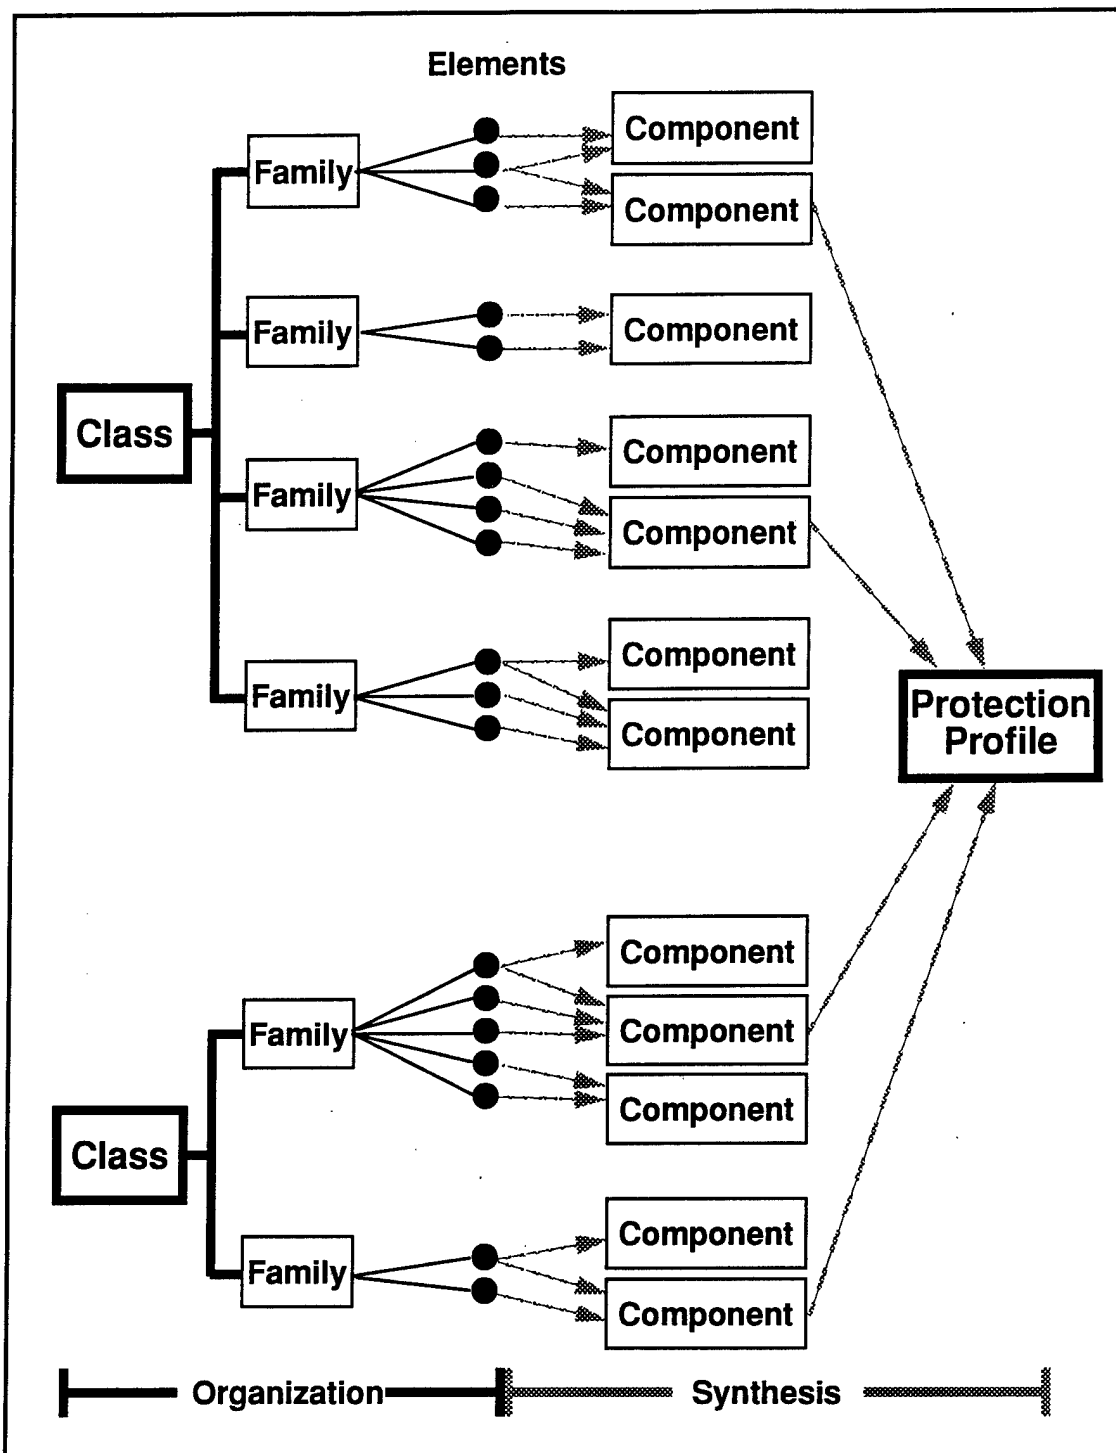 Elements
Component
Family
Component
Family
Component
Class
Component
Family
Component
Component
Family
Component
Protection
Profile
Component
Family
Component
Component
Class
Component
Family
Component
Organization
Synthesis